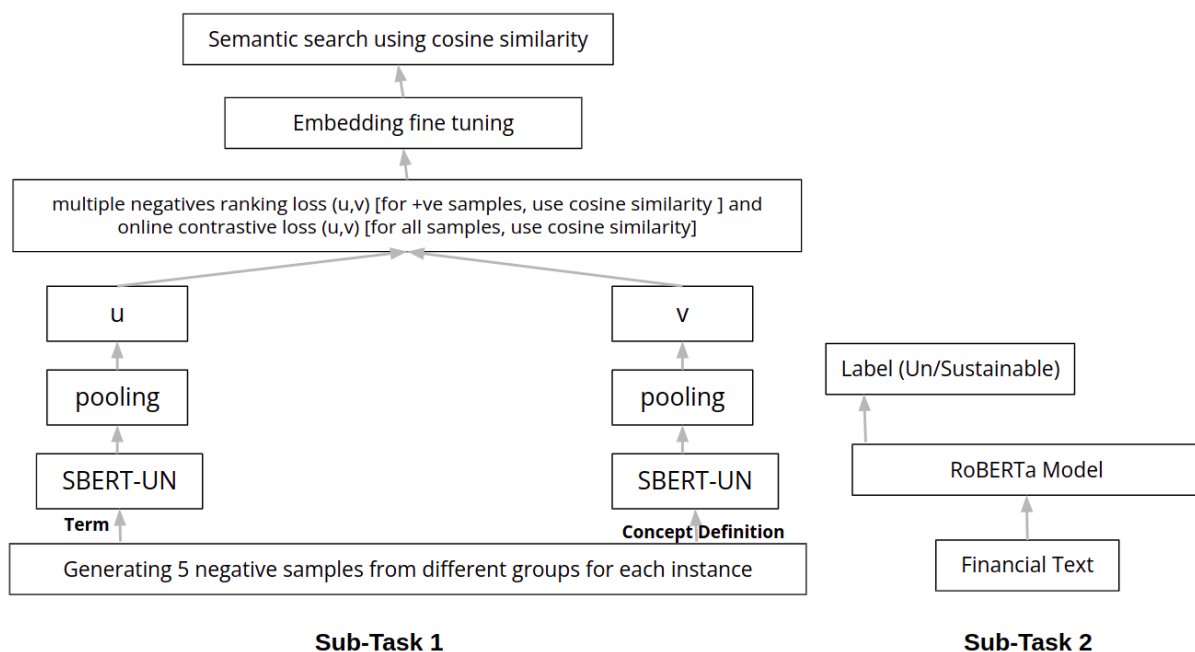 Semantic search using cosine similarity
Embedding fine tuning
multiple negatives ranking loss (u,v) [for +ve samples, use cosine similarity ] and
online contrastive loss (u,v) [for all samples, use cosine similarity]
u
v
pooling
pooling
SBERT-UN
SBERT-UN
Term
Concept Definition
Generating 5 negative samples from different groups for each instance
Sub-Task 1
Label (Un/Sustainable)
RoBERTa Model
Financial Text
Sub-Task 2